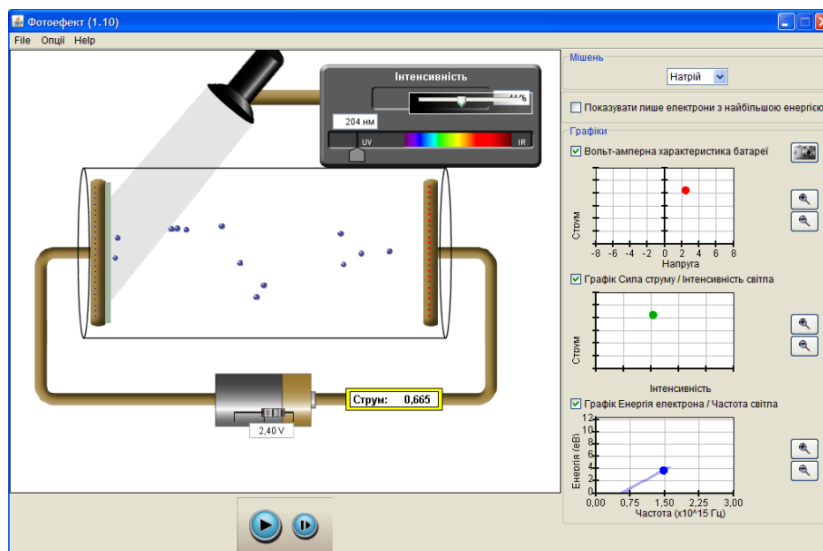 Фотоефект (1.10)
File Опції Help
Інтенсивність
204 нм
UV
IR
Струн: 0,665
2,40 V
Мішень
Натрій
Показувати лише електрони з найбільшою енергією
Графіки
Вольт-амперна характеристика батареї
Струм
-8 -6 -4 -2 0 2 4 6 8
Напруга
Графік Сила струму / Інтенсивність світла
Струм
Інтенсивність
Графік Енергія електрона / Частота світла
Енергія (еВ)
12
8
6
4
2
0
0,00 0,75 1,50 2,25 3,00
Частота (x10^15 Гц)